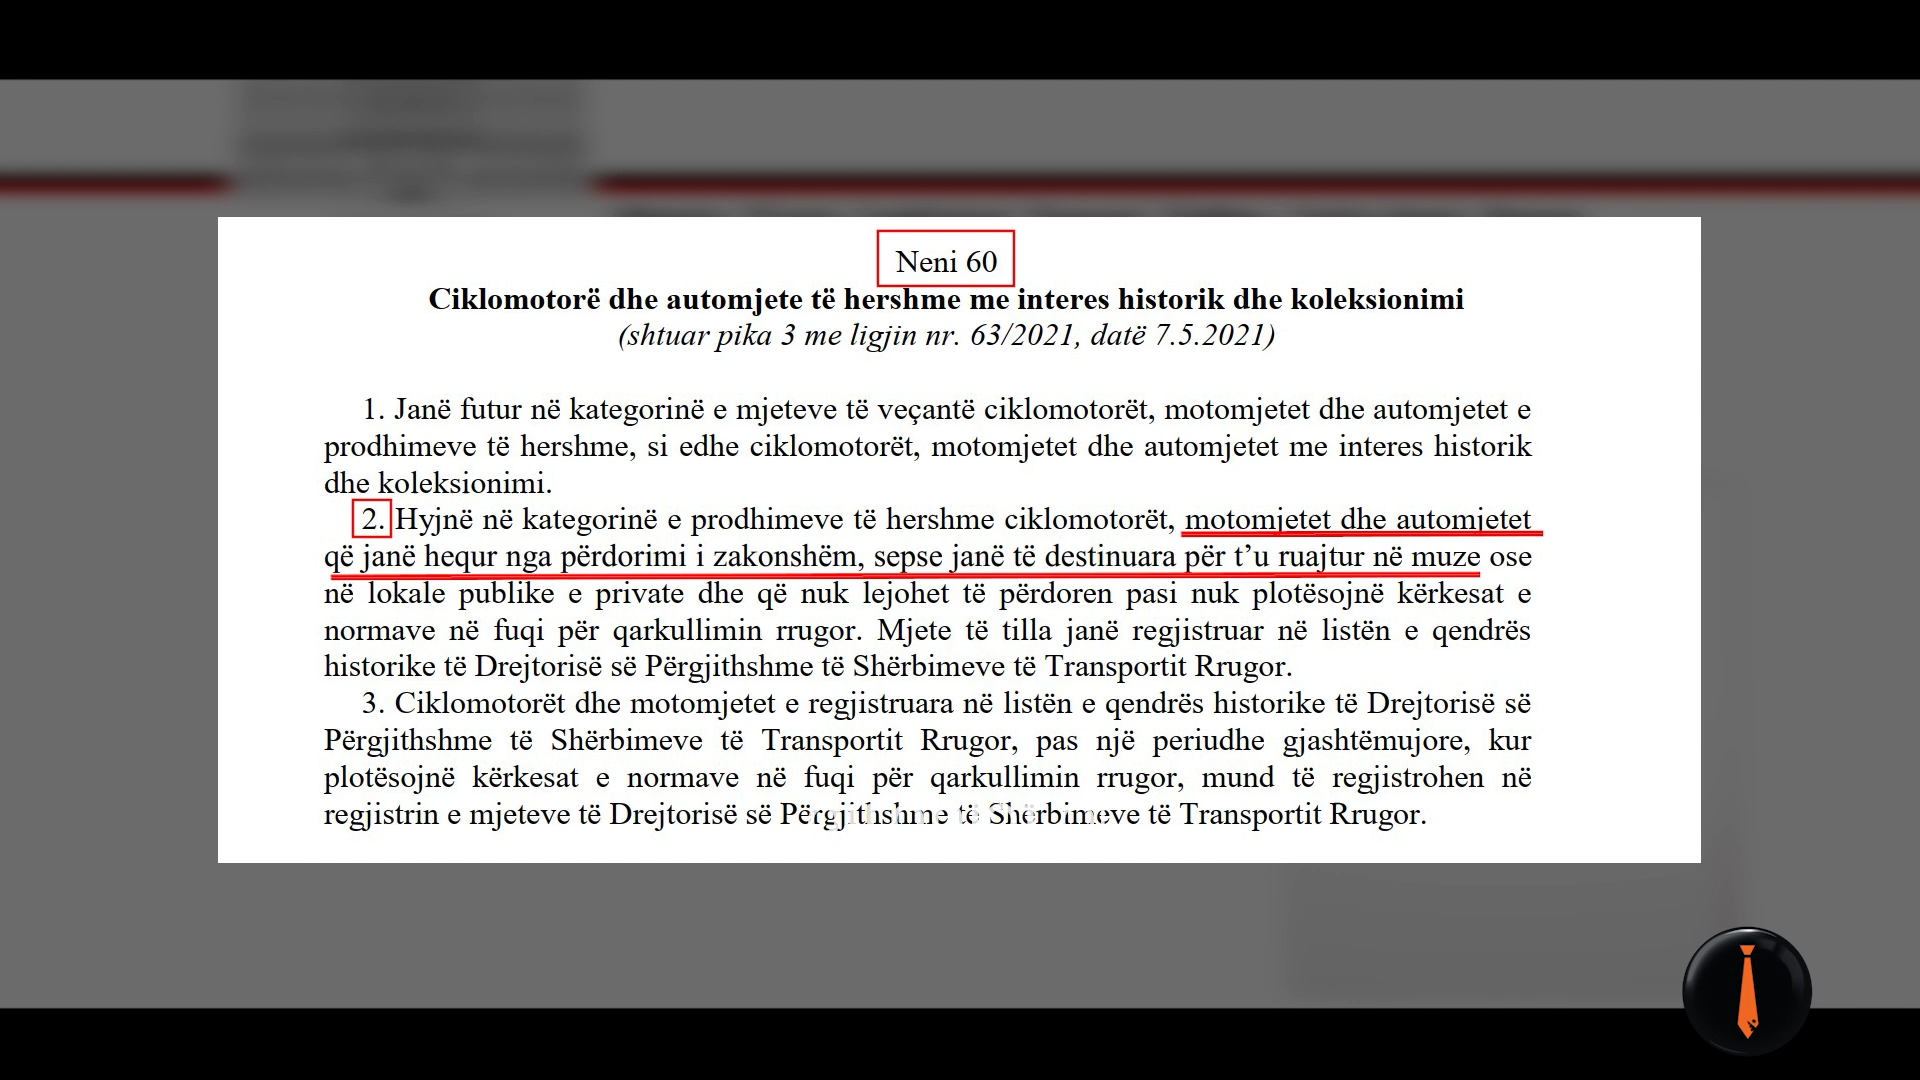 Neni 60
Ciklomotorë dhe automjete të hershme me interes historik dhe koleksionimi
(shtuar pika 3 me ligjin nr. 63/2021, datë 7.5.2021)
1. Janë futur në kategorinë e mjeteve të veçantë ciklomotorët, motomjetet dhe automjetet e
prodhimeve të hershme, si edhe ciklomotorët, motomjetet dhe automjetet me interes historik
dhe koleksionimi.
2. Hyjnë në kategorinë e prodhimeve të hershme ciklomotorët, motomjetet dhe automjetet
që janë hequr nga përdorimi i zakonshëm, sepse janë të destinuara për t’u ruajtur në muze ose
në lokale publike e private dhe që nuk lejohet të përdoren pasi nuk plotësojnë kërkesat e
normave në fuqi për qarkullimin rrugor. Mjete të tilla janë regjistruar në listën e qendrës
historike të Drejtorisë së Përgjithshme të Shërbimeve të Transportit Rrugor.
3. Ciklomotorët dhe motomjetet e regjistruara në listën e qendrës historike të Drejtorisë së
Përgjithshme të Shërbimeve të Transportit Rrugor, pas një periudhe gjashtëmujore, kur
plotësojnë kërkesat e normave në fuqi për qarkullimin rrugor, mund të regjistrohen në
regjistrin e mjeteve të Drejtorisë së Përgjithshme të Shërbimeve të Transportit Rrugor.